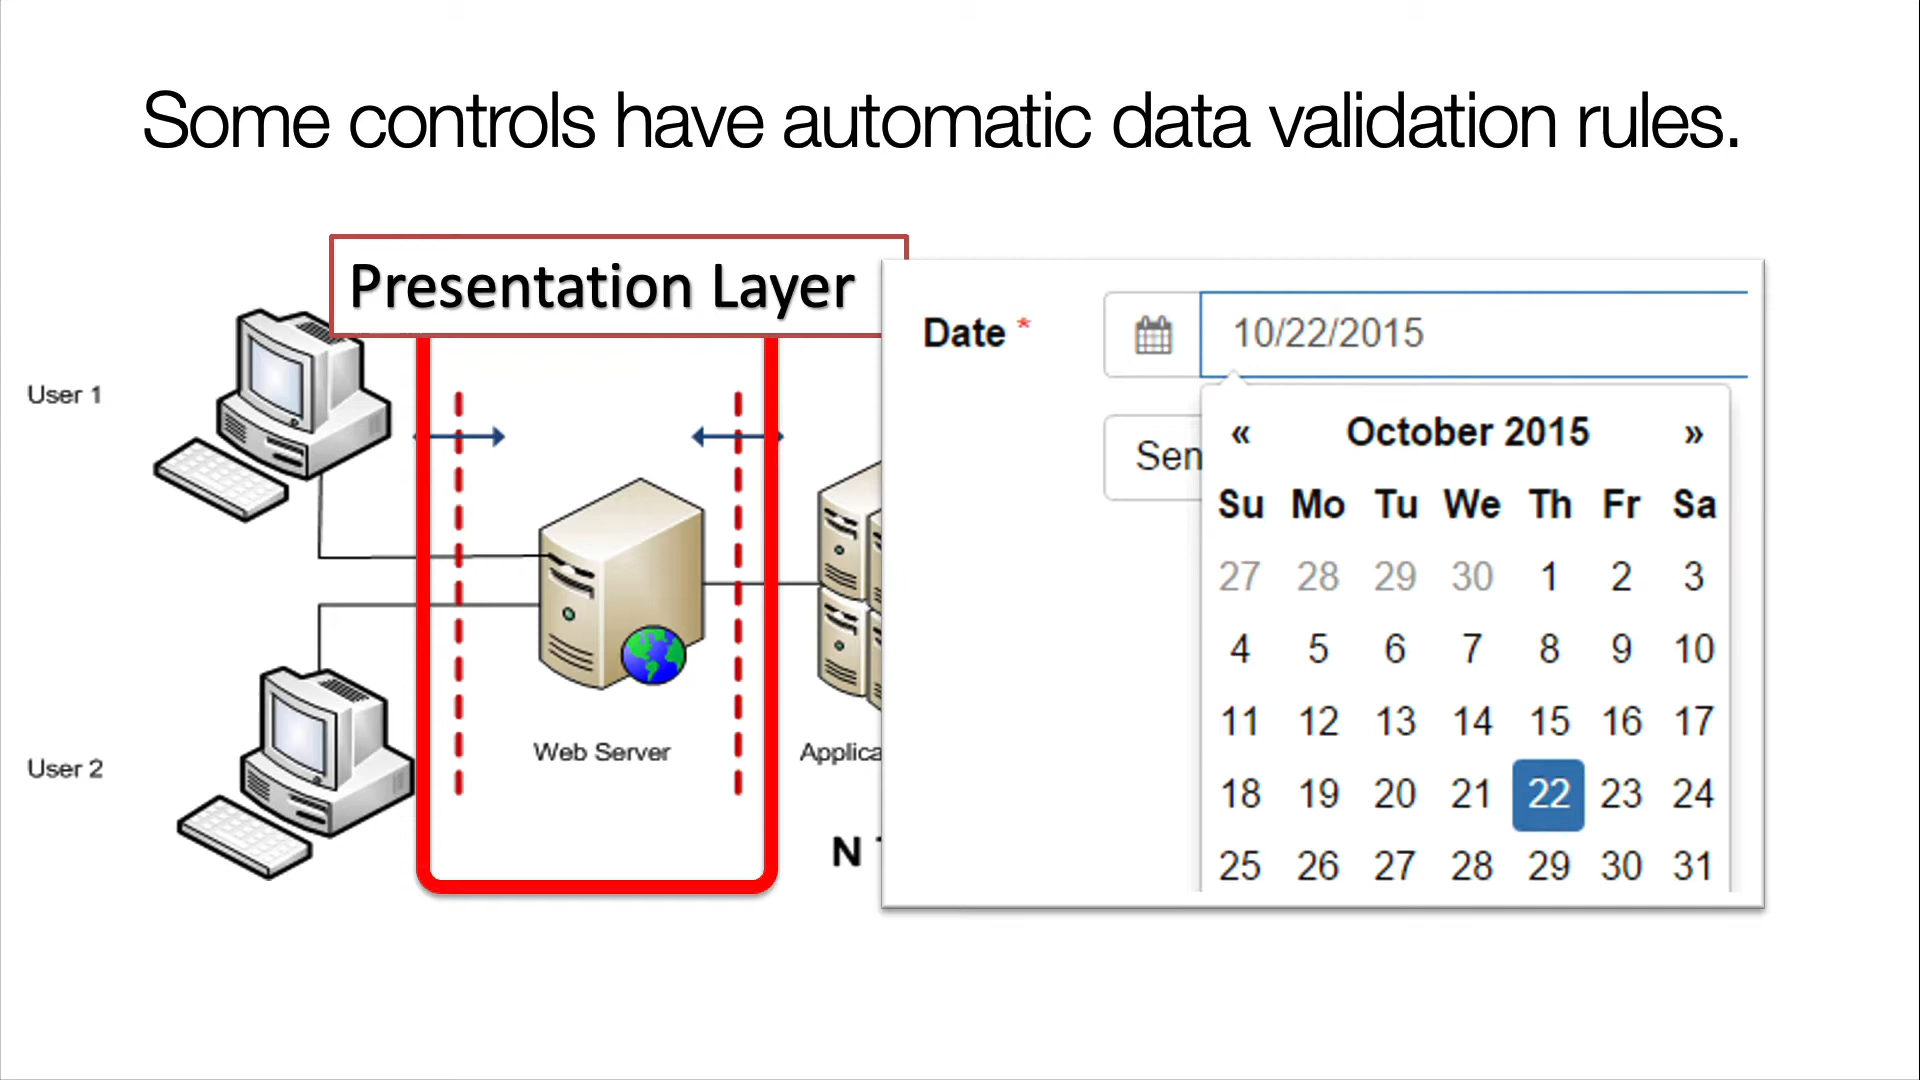 Some controls have automatic data validation rules.
Presentation Layer
User 1
User 2
Web Server
Applica
N
Date *
10/22/2015
Sen
« October 2015 »
Su Mo Tu We Th Fr Sa
27 28 29 30 1 2 3
4 5 6 7 8 9 10
11 12 13 14 15 16 17
18 19 20 21 22 23 24
25 26 27 28 29 30 31